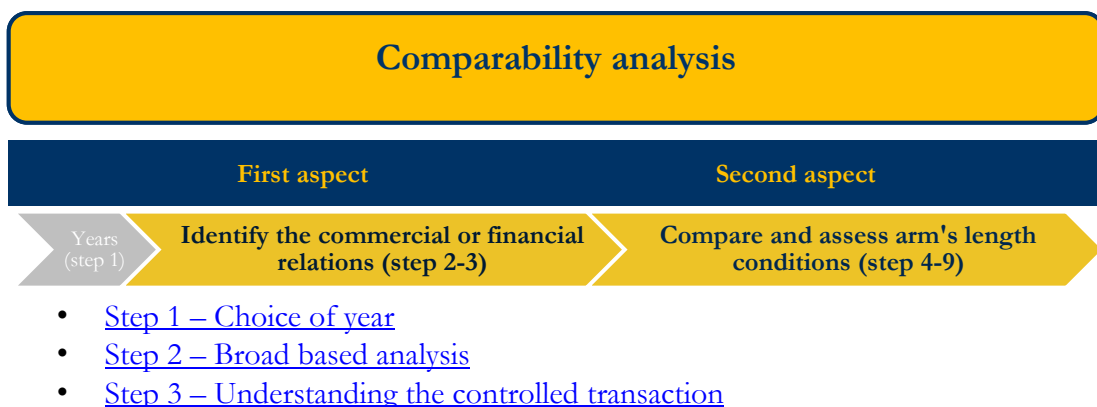 Comparability analysis
First aspect
Second aspect
Years
(step 1)
Identify the commercial or financial
relations (step 2-3)
Compare and assess arm's length
conditions (step 4-9)
• Step 1 – Choice of year
• Step 2 – Broad based analysis
• Step 3 – Understanding the controlled transaction